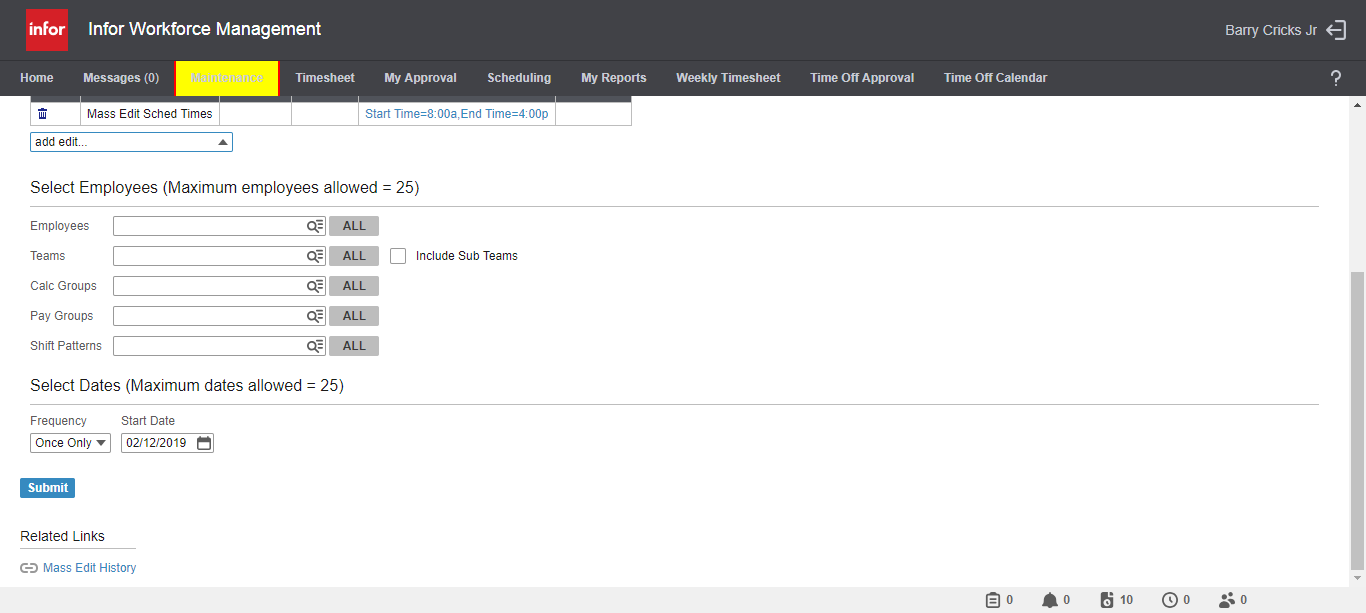 infor Infor Workforce Management Barry Cricks Jr
Home Messages (0) Maintenance Timesheet My Approval Scheduling My Reports Weekly Timesheet Time Off Approval Time Off Calendar ?
Mass Edit Sched Times Start Time=8:00a,End Time=4:00p
add edit...
Select Employees (Maximum employees allowed = 25)
Employees ALL
Teams ALL Include Sub Teams
Calc Groups ALL
Pay Groups ALL
Shift Patterns ALL
Select Dates (Maximum dates allowed = 25)
Frequency Start Date
Once Only 02/12/2019
Submit
Related Links
Mass Edit History
0 0 10 0 0